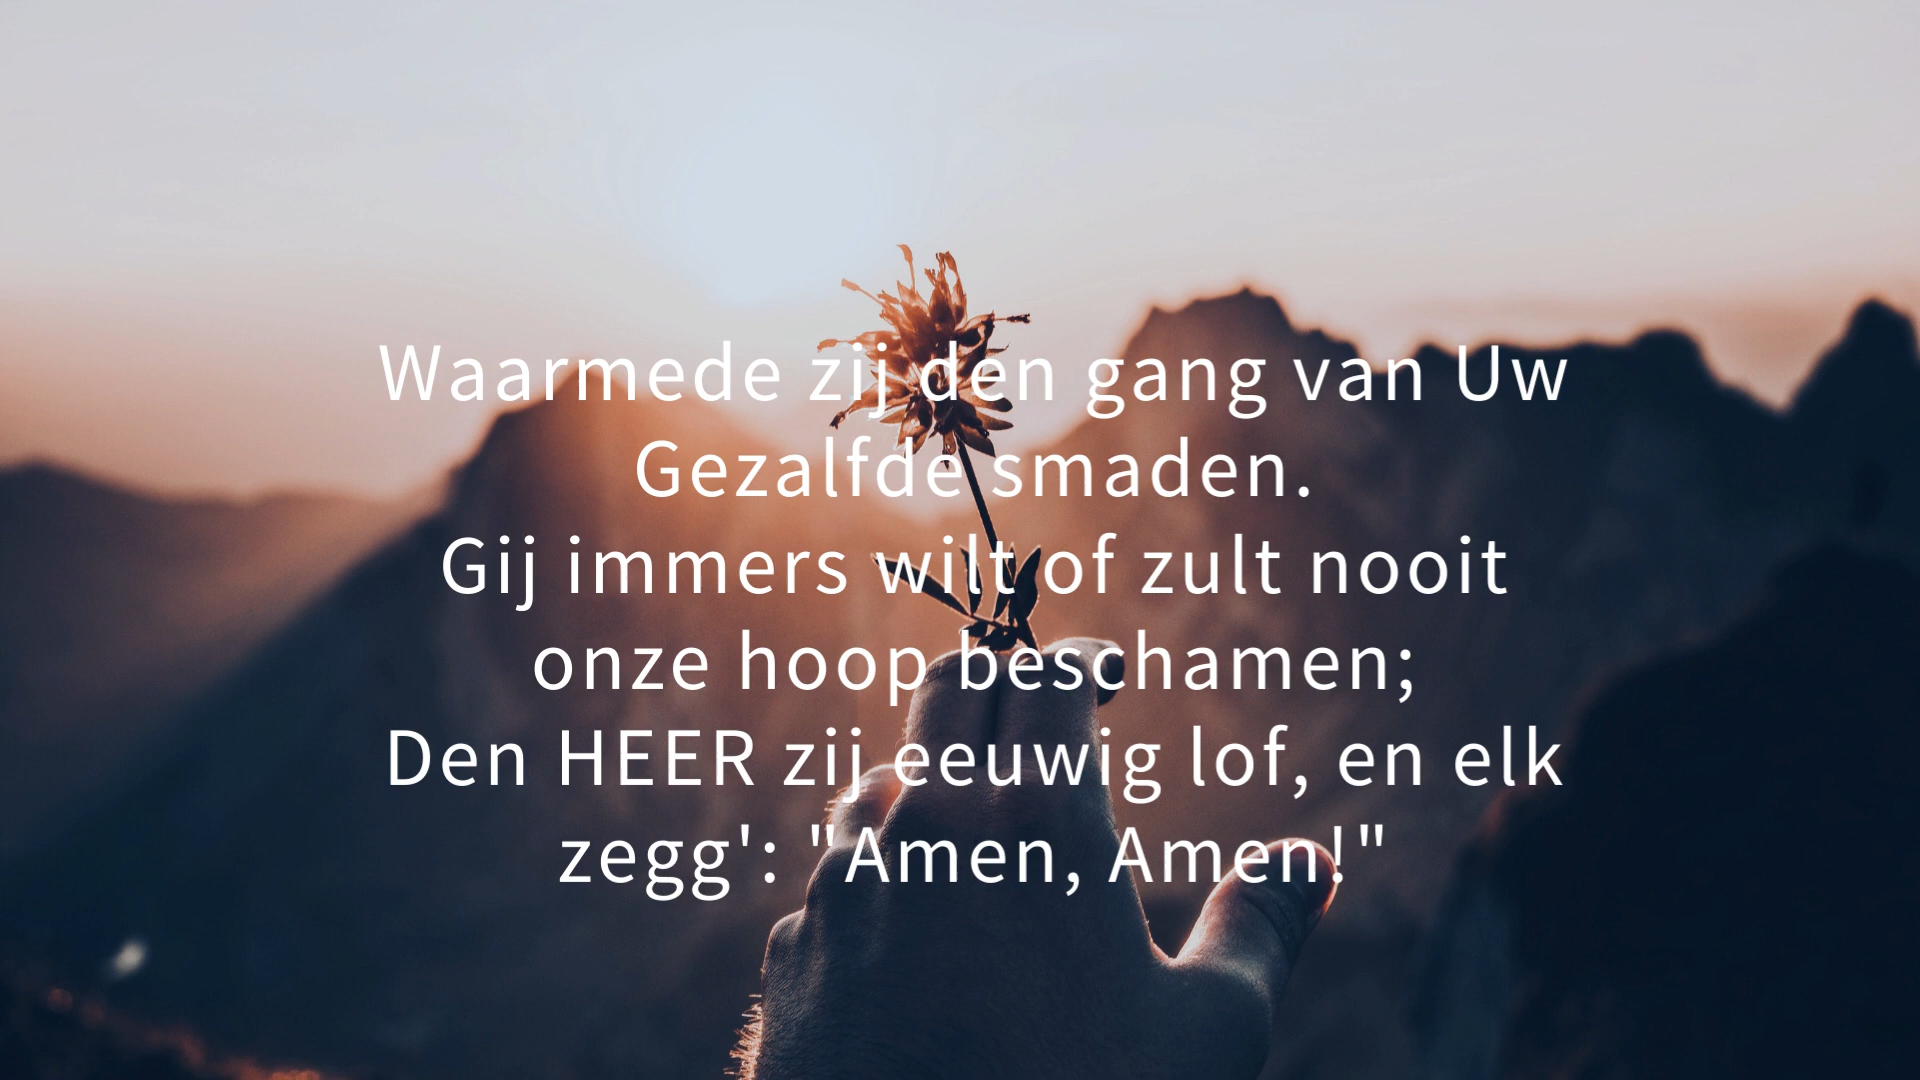 Waarmede zij den gang van Uw
Gezalfde smaden.
Gij immers wilt of zult nooit
onze hoop beschamen;
Den HEER zij eeuwig lof, en elk
zegg': "Amen, Amen!"